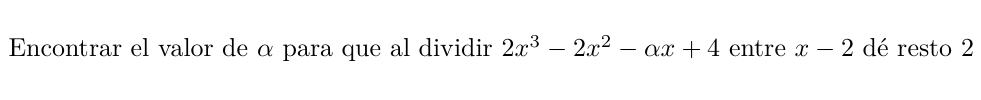 Encontrar el valor de α para que al dividir 2x³ − 2x² − αx + 4 entre x − 2 dé resto 2